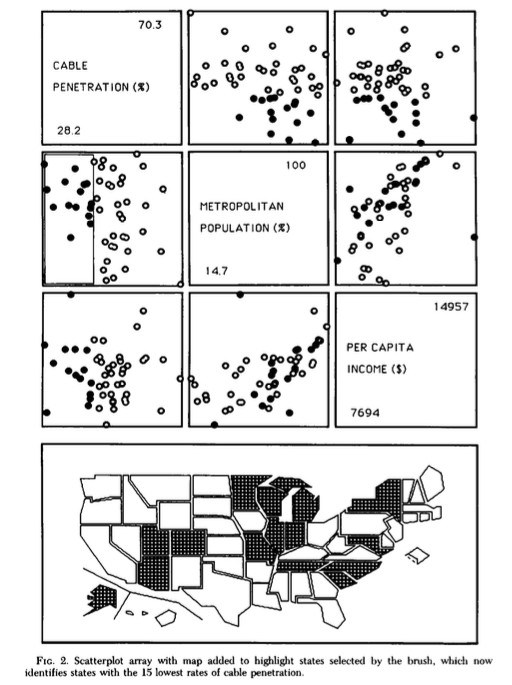 70.3
CABLE
PENETRATION (%)
28.2
100
METROPOLITAN
POPULATION (%)
14.7
14957
PER CAPITA
INCOME ($)
7694
FIG. 2. Scatterplot array with map added to highlight states selected by the brush, which now
identifies states with the 15 lowest rates of cable penetration.